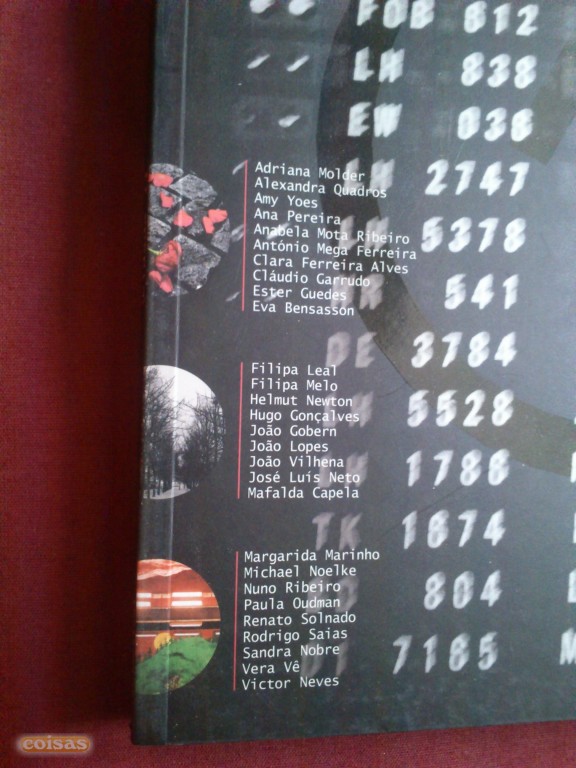 FOB 812
LH 838
EW 036
2747
5378
541
DE 3784
5528
1788
TK 1674
804
7165
M
Adriana Molder
Alexandra Quadros
Amy Yoes
Ana Pereira
Anabela Mota Ribeiro
António Mega Ferreira
Clara Ferreira Alves
Cláudio Garrudo
Ester Guedes
Eva Bensasson
Filipa Leal
Filipa Melo
Helmut Newton
Hugo Gonçalves
João Gobern
João Lopes
João Vilhena
José Luís Neto
Mafalda Capela
Margarida Marinho
Michael Noelke
Nuno Ribeiro
Paula Oudman
Renato Solnado
Rodrigo Saias
Sandra Nobre
Vera Vê
Victor Neves
coisas